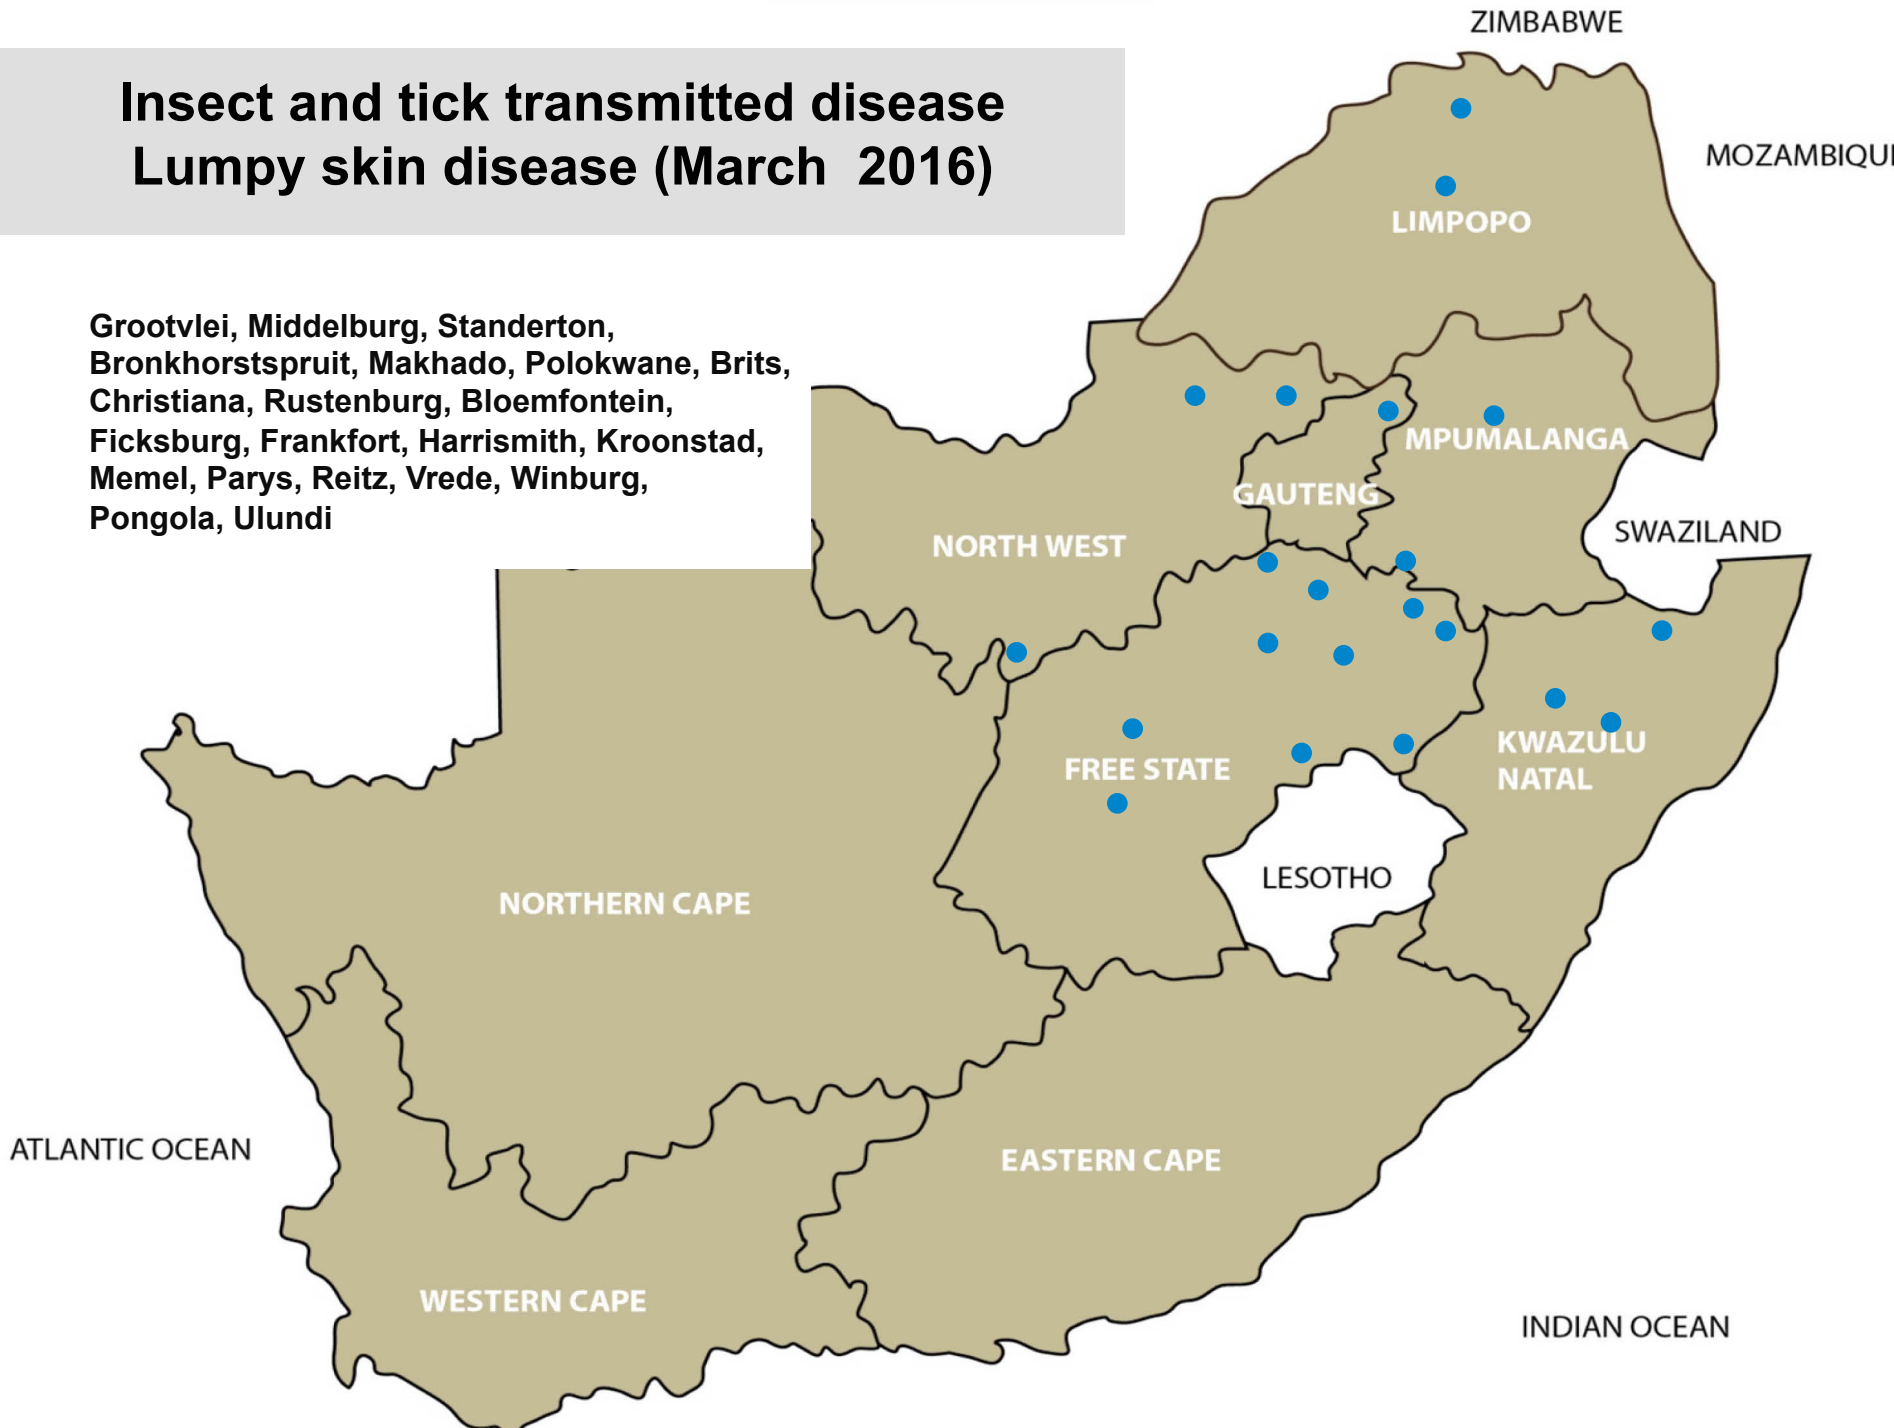 ZIMBABWE
Insect and tick transmitted disease
Lumpy skin disease (March  2016)
MOZAMBIQUE
LIMPOPO
Grootvlei, Middelburg, Standerton,
Bronkhorstspruit, Makhado, Polokwane, Brits,
Christiana, Rustenburg, Bloemfontein,
Ficksburg, Frankfort, Harrismith, Kroonstad,
Memel, Parys, Reitz, Vrede, Winburg,
Pongola, Ulundi
MPUMALANGA
GAUTENG
SWAZILAND
NORTH WEST
KWAZULU
NATAL
FREE STATE
LESOTHO
NORTHERN CAPE
ATLANTIC OCEAN
EASTERN CAPE
WESTERN CAPE
INDIAN OCEAN